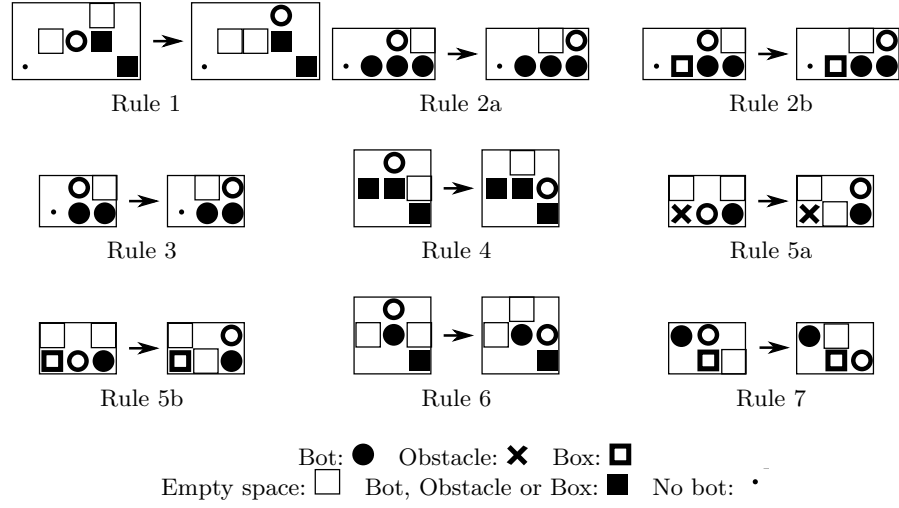 Rule 1
Rule 2a
Rule 2b
Rule 3
Rule 4
Rule 5a
Rule 5b
Rule 6
Rule 7
Bot: Obstacle: Box:
Empty space: Bot, Obstacle or Box: No bot: